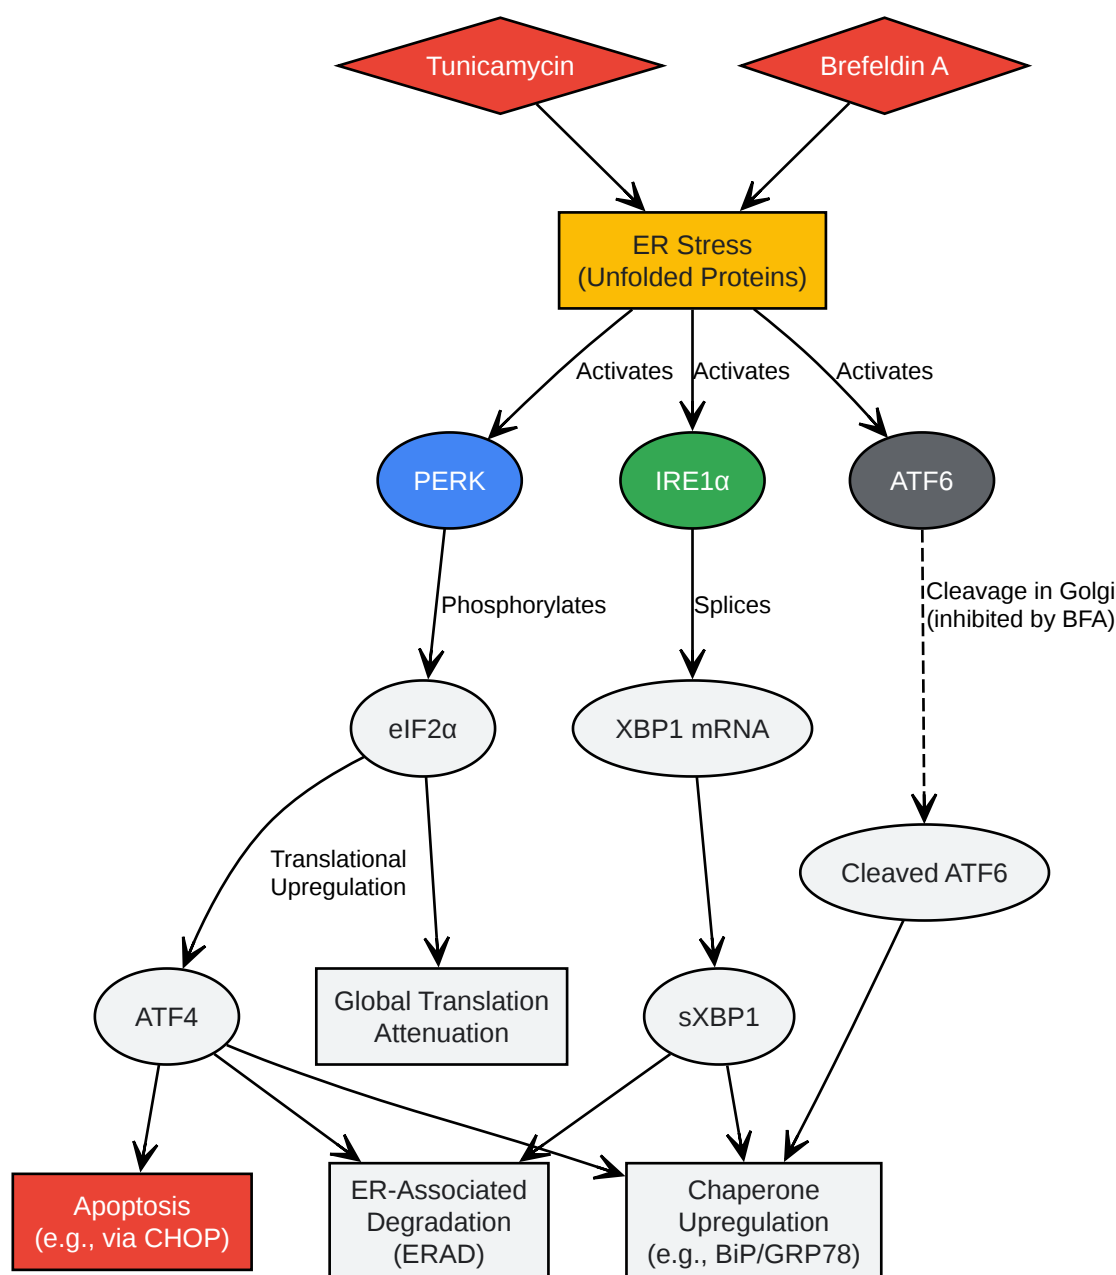 Tunicamycin
Brefeldin A
ER Stress
(Unfolded Proteins)
Activates
Activates
Activates
PERK
IRE1α
ATF6
Phosphorylates
Splices
Cleavage in Golgi
(inhibited by BFA)
eIF2α
XBP1 mRNA
Translational
Upregulation
Cleaved ATF6
ATF4
Global Translation
Attenuation
sXBP1
Apoptosis
(e.g., via CHOP)
ER-Associated
Degradation
(ERAD)
Chaperone
Upregulation
(e.g., BiP/GRP78)